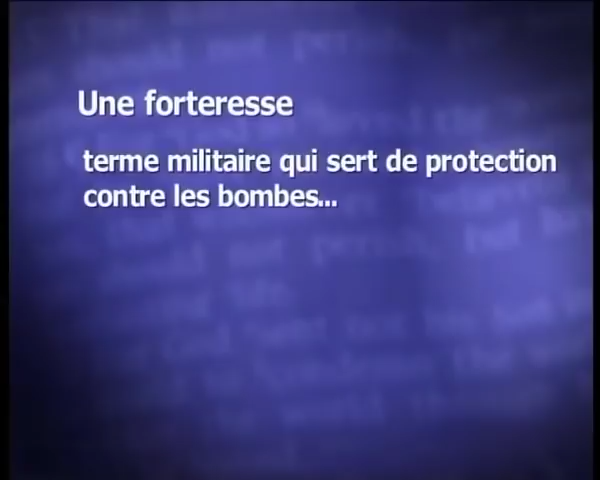 Une forteresse
terme militaire qui sert de protection
contre les bombes...